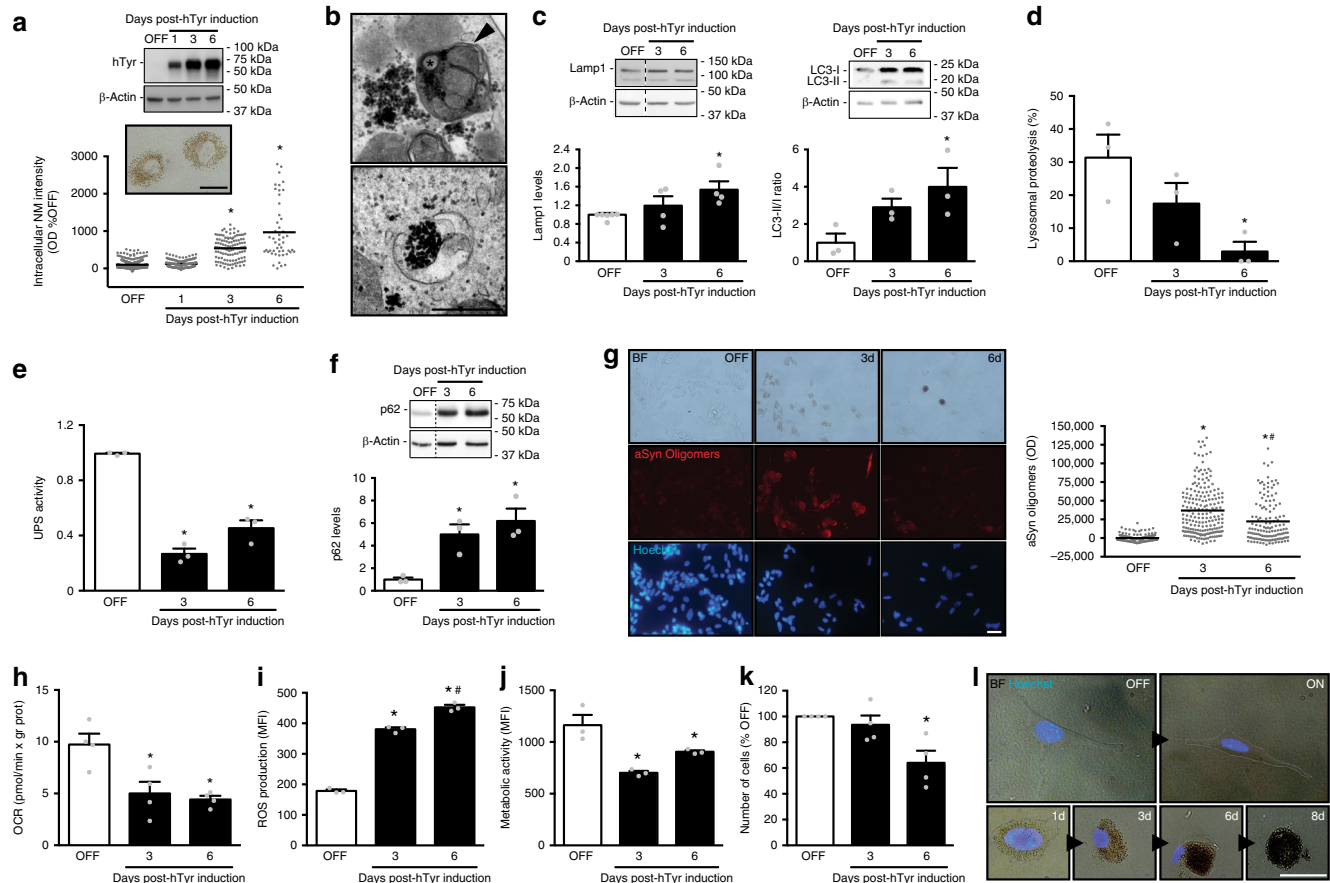 a
Days post-hTyr induction
OFF 1 3 6
hTyr
- 100 kDa
- 75 kDa
- 50 kDa
β-Actin -
- 50 kDa
- 37 kDa
Intracellular NM intensity
(OD %OFF)
3000
2000
1000
0
*
*
OFF 1 3 6
Days post-hTyr induction
b
*
c
Days post-hTyr induction
OFF 3 6
Lamp1 -
- 150 kDa
- 100 kDa
β-Actin -
- 50 kDa
- 37 kDa
Lamp1 levels
2.4
2.0
1.6
1.2
0.8
0.4
0
*
OFF 3 6
Days post-hTyr induction
Days post-hTyr induction
OFF 3 6
LC3-I -
LC3-II -
- 25 kDa
- 20 kDa
β-Actin -
- 50 kDa
- 37 kDa
LC3-II/I ratio
6
4
2
0
*
OFF 3 6
Days post-hTyr induction
d
Lysosomal proteolysis (%)
50
40
30
20
10
0
*
OFF 3 6
Days post-hTyr induction
e
UPS activity
1.2
0.8
0.4
0
*
*
OFF 3 6
Days post-hTyr induction
f
Days post-hTyr induction
OFF 3 6
p62 -
- 75 kDa
- 50 kDa
β-Actin -
- 50 kDa
- 37 kDa
p62 levels
10
8
6
4
2
0
*
*
OFF 3 6
Days post-hTyr induction
g
BF OFF 3d 6d
aSyn Oligomers
Hoechst
aSyn oligomers (OD)
150,000
125,000
100,000
75,000
50,000
25,000
0
–25,000
*
* #
OFF 3 6
Days post-hTyr induction
h
OCR (pmol/min x gr prot)
15
10
5
0
*
*
OFF 3 6
Days post-hTyr induction
i
ROS production (MFI)
500
400
300
200
100
0
*
* #
OFF 3 6
Days post-hTyr induction
j
Metabolic activity (MFI)
1500
1000
500
0
*
*
OFF 3 6
Days post-hTyr induction
k
Number of cells (% OFF)
120
100
80
60
40
20
0
*
OFF 3 6
Days post-hTyr induction
l
BF Hoechst OFF ON
1d 3d 6d 8d